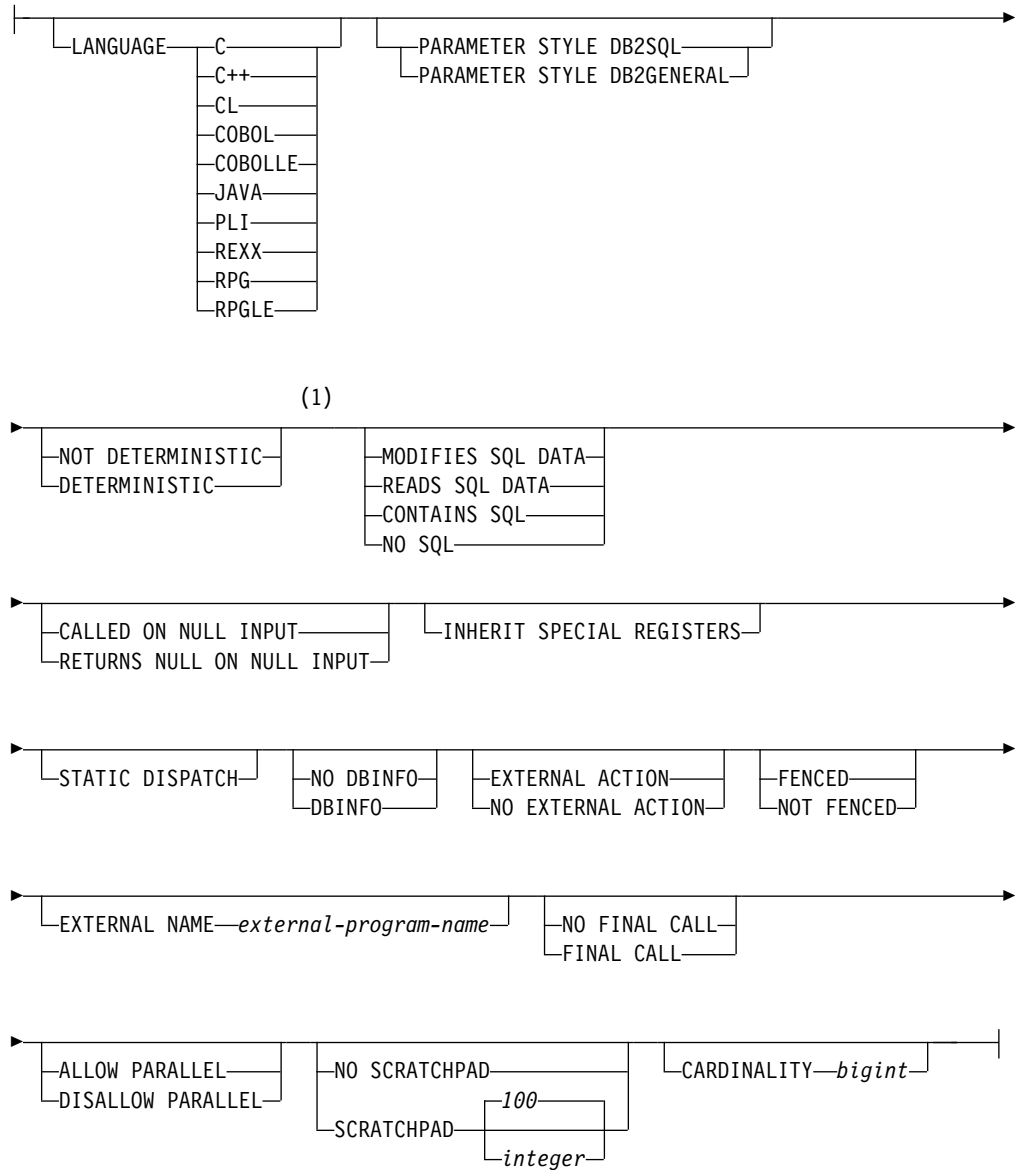 LANGUAGE C PARAMETER STYLE DB2SQL
C++ PARAMETER STYLE DB2GENERAL
CL
COBOL
COBOLLE
JAVA
PLI
REXX
RPG
RPGLE
(1)
NOT DETERMINISTIC MODIFIES SQL DATA
DETERMINISTIC READS SQL DATA
CONTAINS SQL
NO SQL
CALLED ON NULL INPUT INHERIT SPECIAL REGISTERS
RETURNS NULL ON NULL INPUT
STATIC DISPATCH NO DBINFO EXTERNAL ACTION FENCED
DBINFO NO EXTERNAL ACTION NOT FENCED
EXTERNAL NAME external-program-name NO FINAL CALL
FINAL CALL
ALLOW PARALLEL NO SCRATCHPAD CARDINALITY bigint
DISALLOW PARALLEL 100
SCRATCHPAD
integer